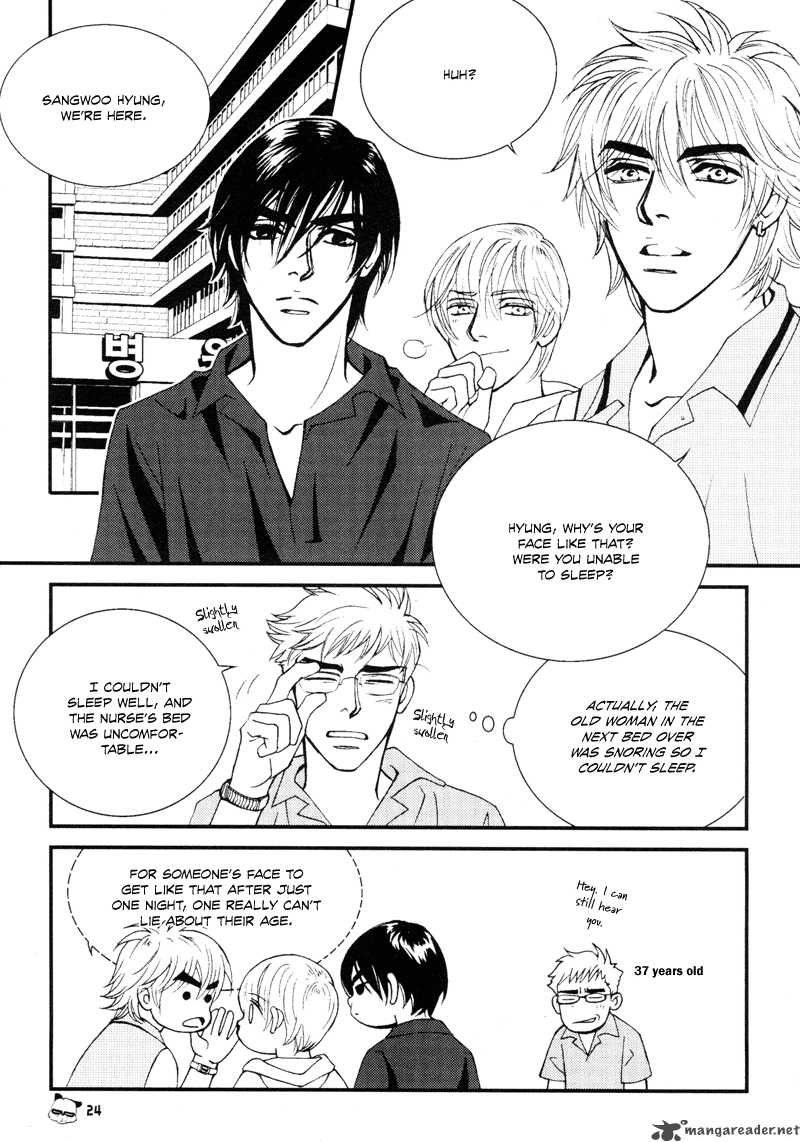 SANGWOO HYUNG,
WE'RE HERE.
HUH?
병원
HYUNG, WHY'S YOUR
FACE LIKE THAT?
WERE YOU UNABLE
TO SLEEP?
Slightly
swollen
I COULDN'T
SLEEP WELL, AND
THE NURSE'S BED
WAS UNCOMFOR-
TABLE...
Slightly
swollen
ACTUALLY, THE
OLD WOMAN IN THE
NEXT BED OVER
WAS SNORING SO I
COULDN'T SLEEP.
FOR SOMEONE'S FACE TO
GET LIKE THAT AFTER JUST
ONE NIGHT, ONE REALLY CAN'T
LIE ABOUT THEIR AGE.
Hey, I can
still hear
you.
37 years old
24
mangareader.net